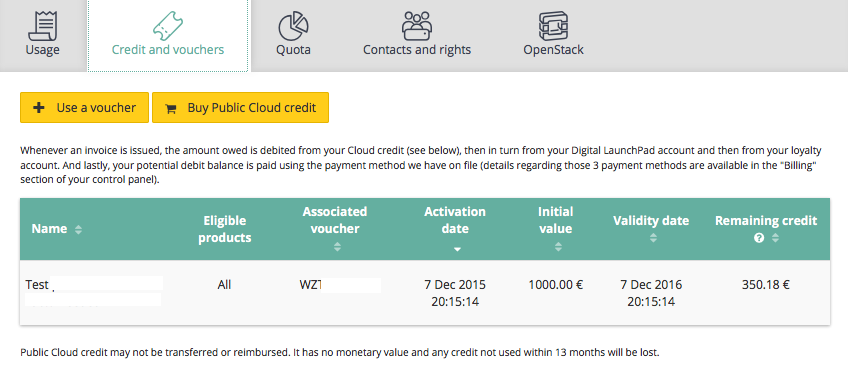 Usage
Credit and vouchers
Quota
Contacts and rights
OpenStack
Use a voucher
Buy Public Cloud credit
Whenever an invoice is issued, the amount owed is debited from your Cloud credit (see below), then in turn from your Digital LaunchPad account and then from your loyalty
account. And lastly, your potential debit balance is paid using the payment method we have on file (details regarding those 3 payment methods are available in the "Billing"
section of your control panel).
Name
Eligible
products
Associated
voucher
Activation
date
Initial
value
Validity date
Remaining credit
?
Test
All
WZ1
7 Dec 2015
20:15:14
1000.00 €
7 Dec 2016
20:15:14
350.18 €
Public Cloud credit may not be transferred or reimbursed. It has no monetary value and any credit not used within 13 months will be lost.